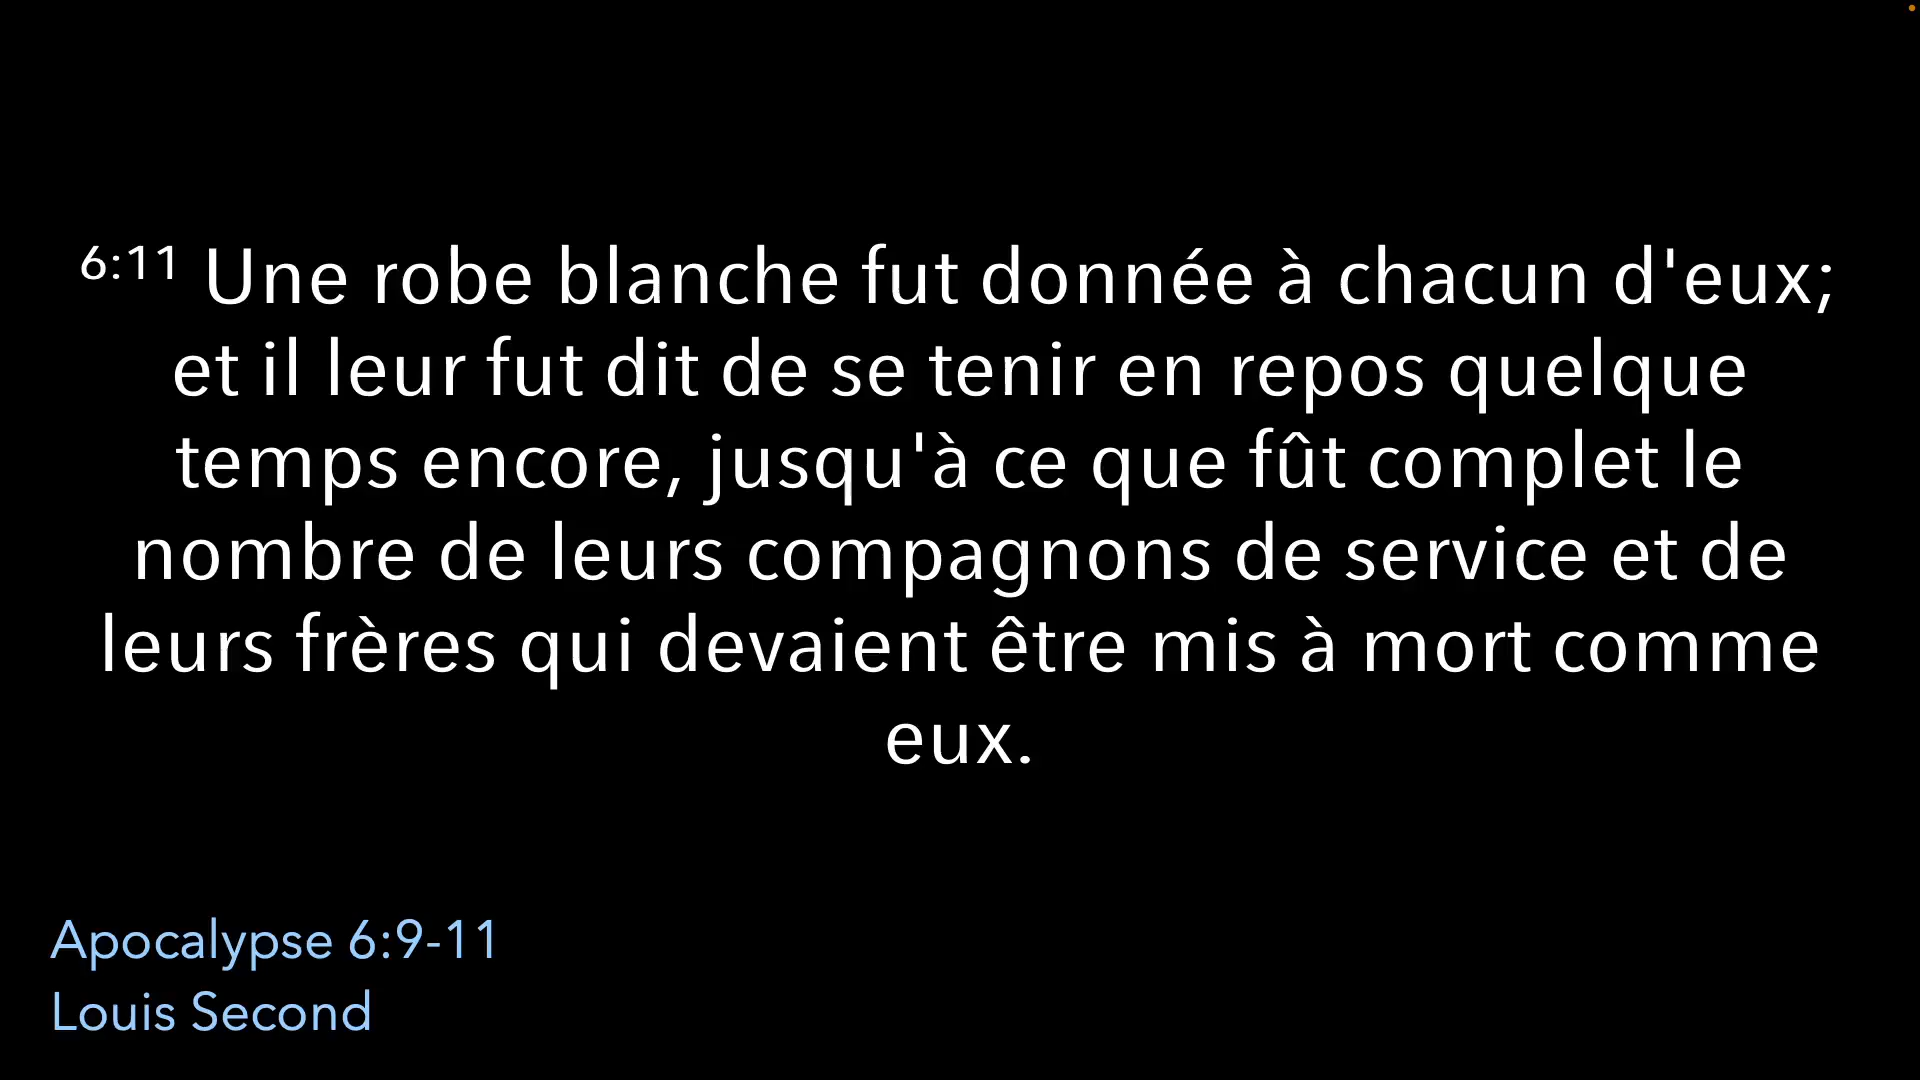 6:11 Une robe blanche fut donnée à chacun d'eux;
et il leur fut dit de se tenir en repos quelque
temps encore, jusqu'à ce que fût complet le
nombre de leurs compagnons de service et de
leurs frères qui devaient être mis à mort comme
eux.
Apocalypse 6:9-11
Louis Second